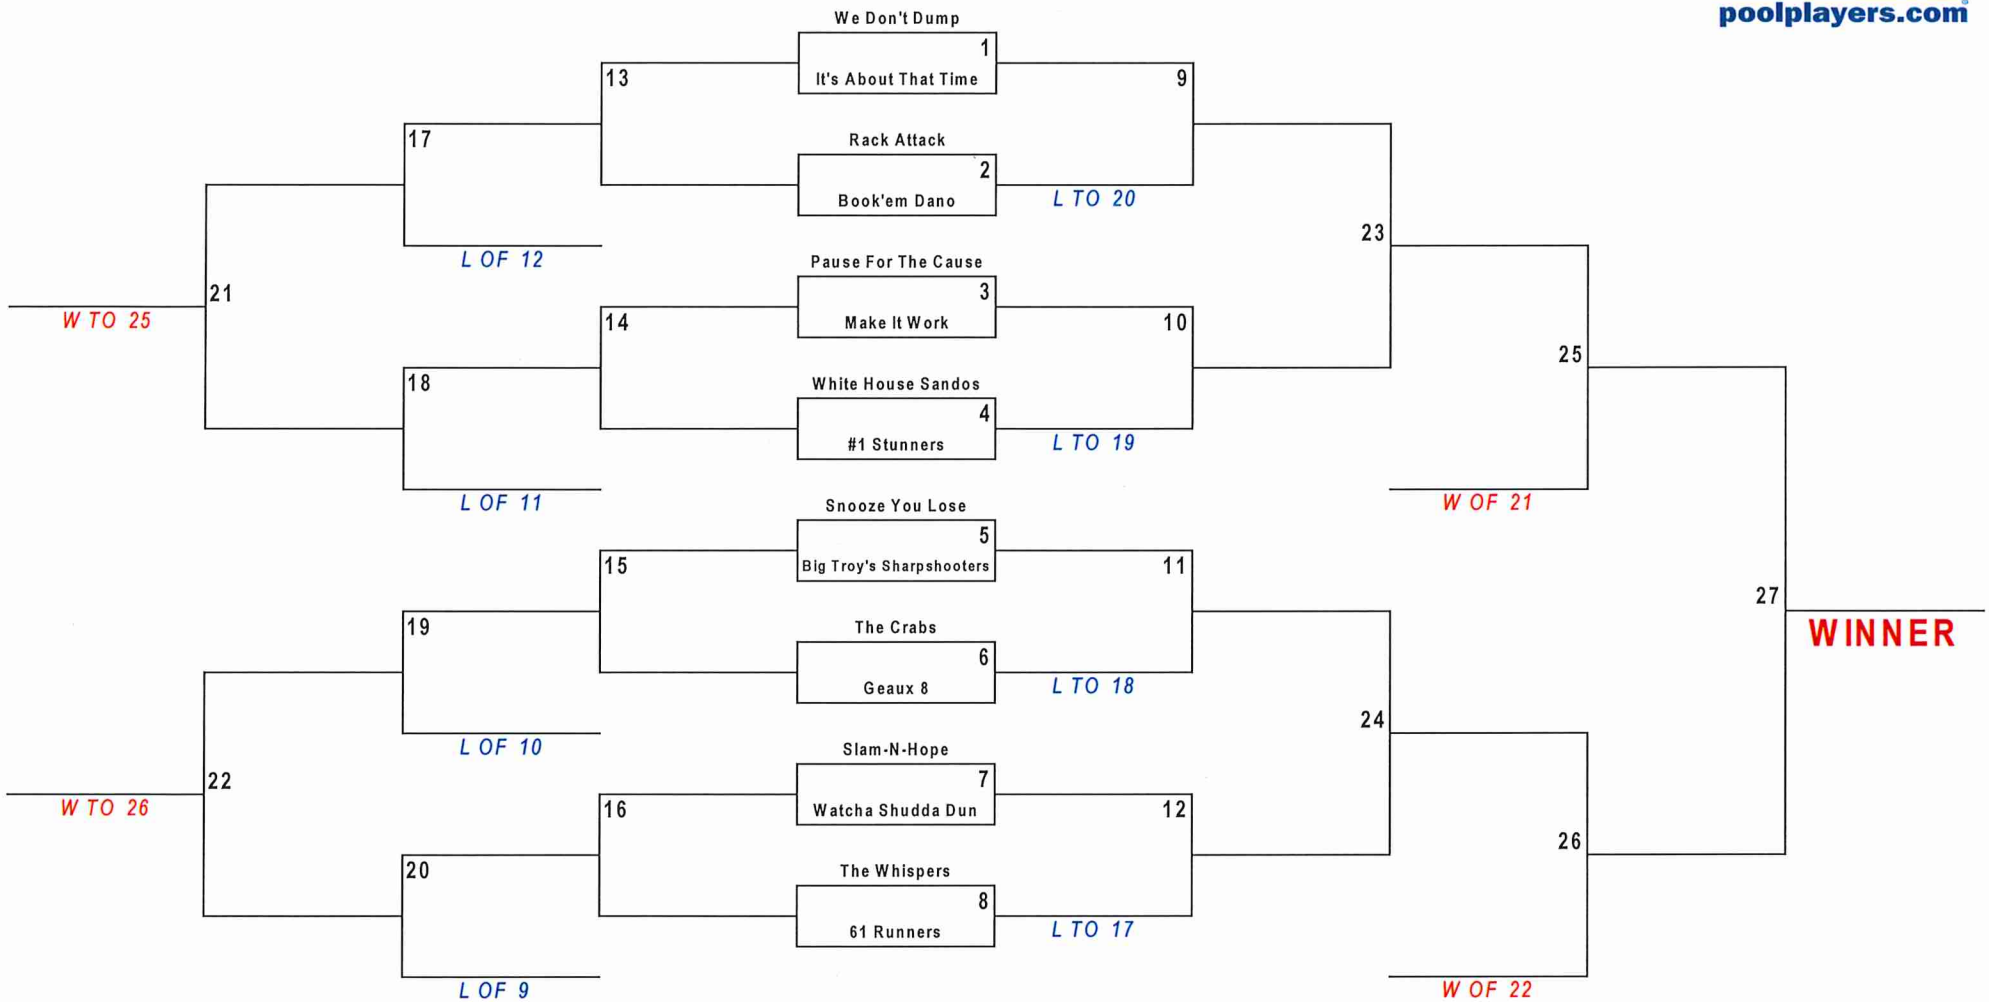 poolplayers.com
We Don't Dump
1
It's About That Time
13
9
17
Rack Attack
2
Book'em Dano
L TO 20
23
L OF 12
Pause For The Cause
3
Make It Work
21
W TO 25
14
10
25
18
White House Sandos
4
#1 Stunners
L TO 19
L OF 11
W OF 21
Snooze You Lose
5
Big Troy's Sharpshooters
15
11
27
WINNER
19
The Crabs
6
Geaux 8
L TO 18
24
L OF 10
Slam-N-Hope
7
Watcha Shudda Dun
22
W TO 26
16
12
26
20
The Whispers
8
61 Runners
L TO 17
L OF 9
W OF 22